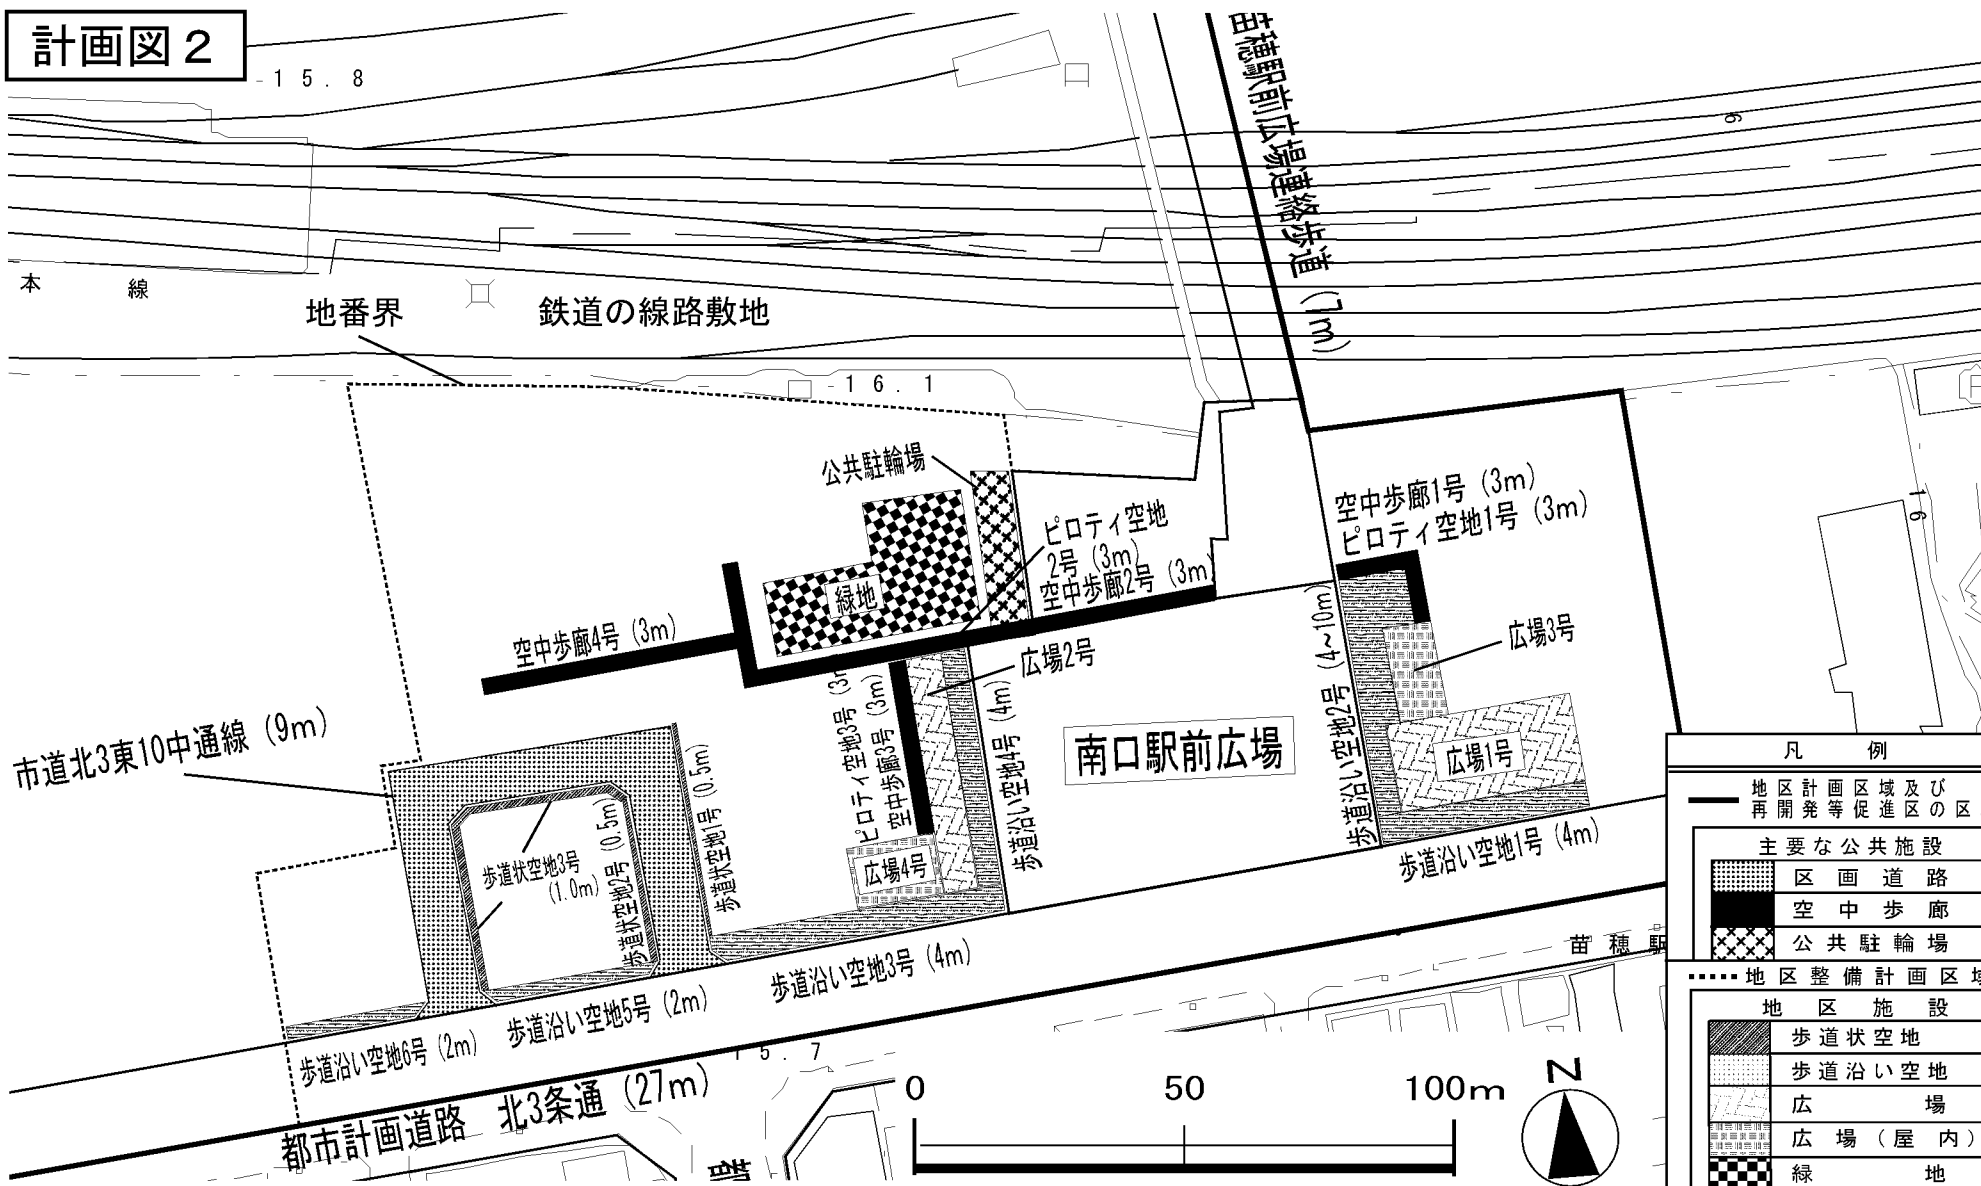 計画図２
15.8
苗穂駅前広場連絡歩道（7m）
9
本　線
地番界
鉄道の線路敷地
16.1
公共駐輪場
ピロティ空地
2号（3m）
空中歩廊2号（3m）
空中歩廊1号（3m）
ピロティ空地1号（3m）
16
緑地
空中歩廊4号（3m）
広場2号
広場3号
歩道沿い空地2号（4~10m）
市道北3東10中通線（9m）
ピロティ空地3号（3m
空中歩廊3号（3m）
歩道沿い空地4号（4m）
南口駅前広場
広場1号
歩道状空地1号（0.5m）
歩道状空地2号（0.5m）
歩道状空地3号
（1.0m）
広場4号
歩道沿い空地1号（4m）
歩道沿い空地3号（4m）
歩道沿い空地5号（2m）
歩道沿い空地6号（2m）
苗穂駅
15.7
都市計画道路　北3条通（27m）
0　50　100m
N
凡例
地区計画区域及び
再開発等促進区の区
主要な公共施設
区画道路
空中歩廊
公共駐輪場
地区整備計画区域
地区施設
歩道状空地
歩道沿い空地
広場
広場（屋内）
緑地